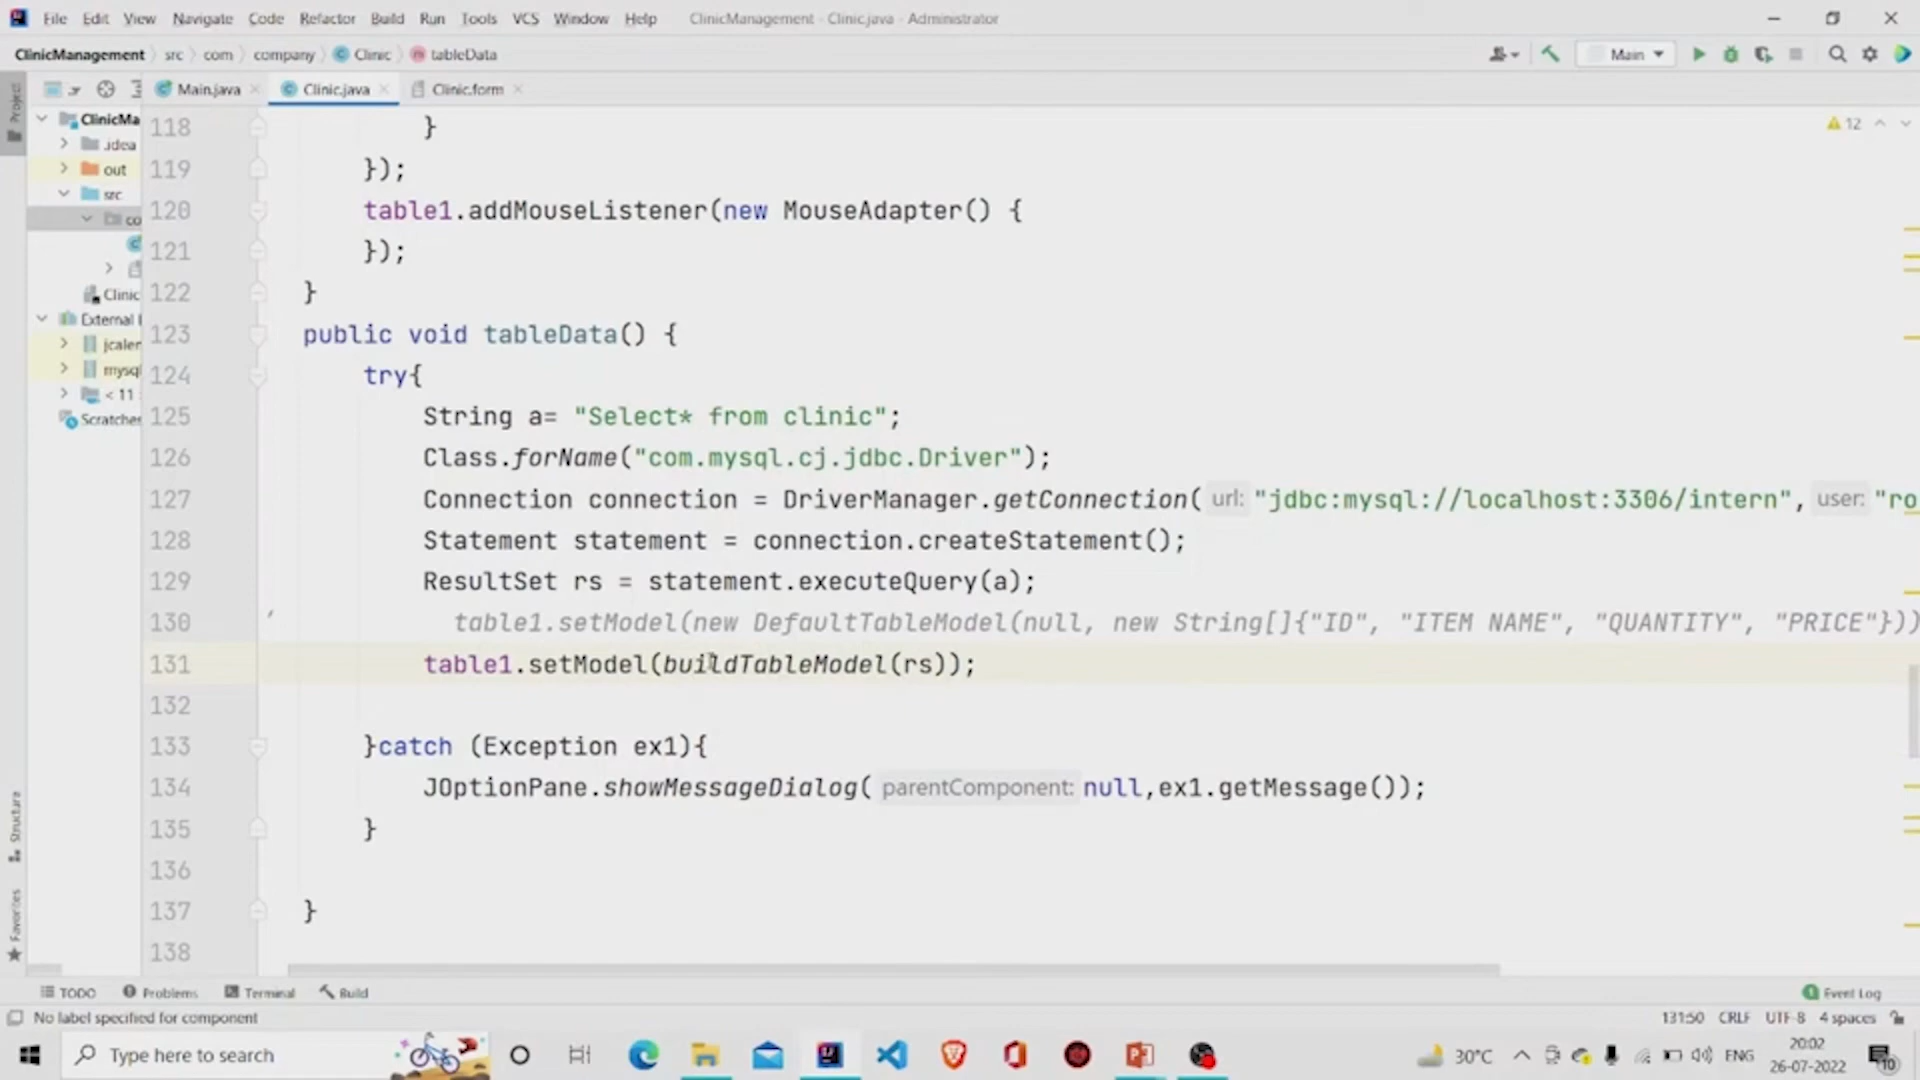 File Edit View Navigate Code Refactor Build Run Tools VCS Window Help ClinicManagement - Clinic.java - Administrator
ClinicManagement src com company Clinic tableData Main
Main.java Clinic.java Clinic.form
Project
ClinicMa
.idea
out
src
co
Clinic
External l
jcaler
mysql
< 11
Scratches
12
118 }
119 });
120 table1.addMouseListener(new MouseAdapter() {
121 });
122 }
123 public void tableData() {
124 try{
125 String a= "Select* from clinic";
126 Class.forName("com.mysql.cj.jdbc.Driver");
127 Connection connection = DriverManager.getConnection( url: "jdbc:mysql://localhost:3306/intern", user: "ro
128 Statement statement = connection.createStatement();
129 ResultSet rs = statement.executeQuery(a);
130 table1.setModel(new DefaultTableModel(null, new String[]{"ID", "ITEM NAME", "QUANTITY", "PRICE"}))
131 table1.setModel(buildTableModel(rs));
132
133 }catch (Exception ex1){
134 JOptionPane.showMessageDialog( parentComponent: null,ex1.getMessage());
135 }
136
137 }
138
Structure
Favorites
TODO Problems Terminal Build Event Log
No label specified for component 131:50 CRLF UTF-8 4 spaces
Type here to search 30°C ENG 20:02
26-07-2022 10